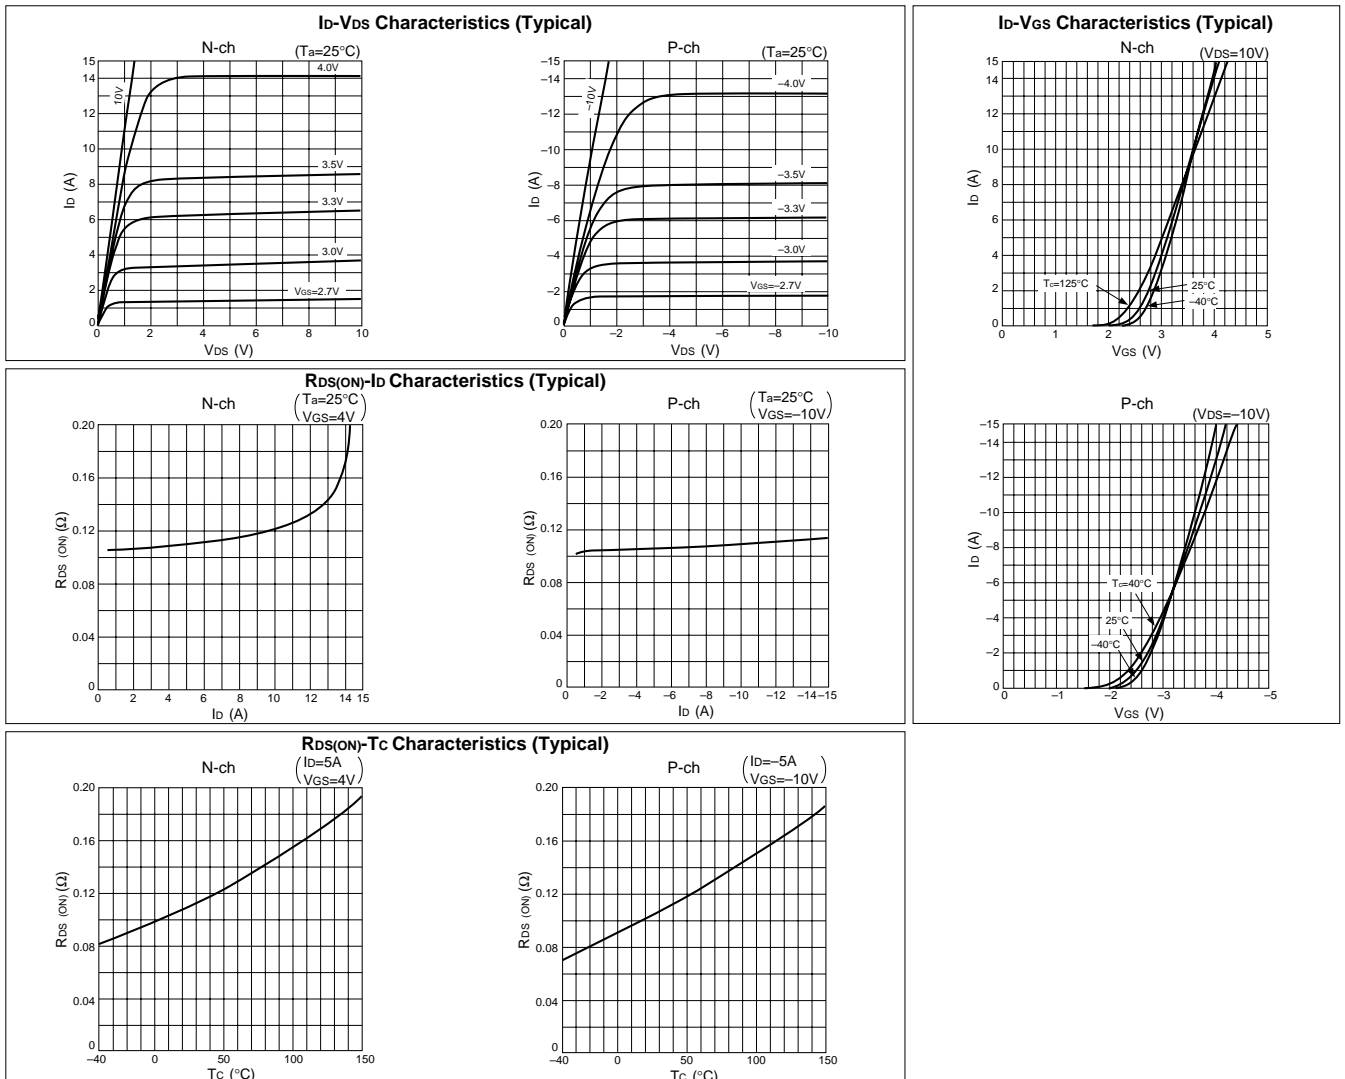 ID-VDS Characteristics (Typical)
N-ch
(Ta=25°C)
15
14
12
10
8
6
4
2
0
ID (A)
10V
4.0V
3.5V
3.3V
3.0V
VGS=2.7V
0 2 4 6 8 10
VDS (V)
P-ch
(Ta=25°C)
–15
–14
–12
–10
–8
–6
–4
–2
0
ID (A)
–10V
–4.0V
–3.5V
–3.3V
–3.0V
VGS=–2.7V
0 –2 –4 –6 –8 –10
VDS (V)
ID-VGS Characteristics (Typical)
N-ch
(VDS=10V)
15
14
12
10
8
6
4
2
0
ID (A)
Tc=125°C
25°C
–40°C
0 1 2 3 4 5
VGS (V)
P-ch
(VDS=–10V)
–15
–14
–12
–10
–8
–6
–4
–2
0
ID (A)
Tc=40°C
25°C
–40°C
0 –1 –2 –3 –4 –5
VGS (V)
RDS(ON)-ID Characteristics (Typical)
N-ch
(Ta=25°C
VGS=4V)
0.20
0.16
0.12
0.08
0.04
0
RDS (ON) (Ω)
0 2 4 6 8 10 12 14 15
ID (A)
P-ch
(Ta=25°C
VGS=–10V)
0.20
0.16
0.12
0.08
0.04
0
RDS (ON) (Ω)
0 –2 –4 –6 –8 –10 –12 –14 –15
ID (A)
RDS(ON)-TC Characteristics (Typical)
N-ch
(ID=5A
VGS=4V)
0.20
0.16
0.12
0.08
0.04
0
RDS (ON) (Ω)
–40 0 50 100 150
TC (°C)
P-ch
(ID=–5A
VGS=–10V)
0.20
0.16
0.12
0.08
0.04
0
RDS (ON) (Ω)
–40 0 50 100 150
TC (°C)